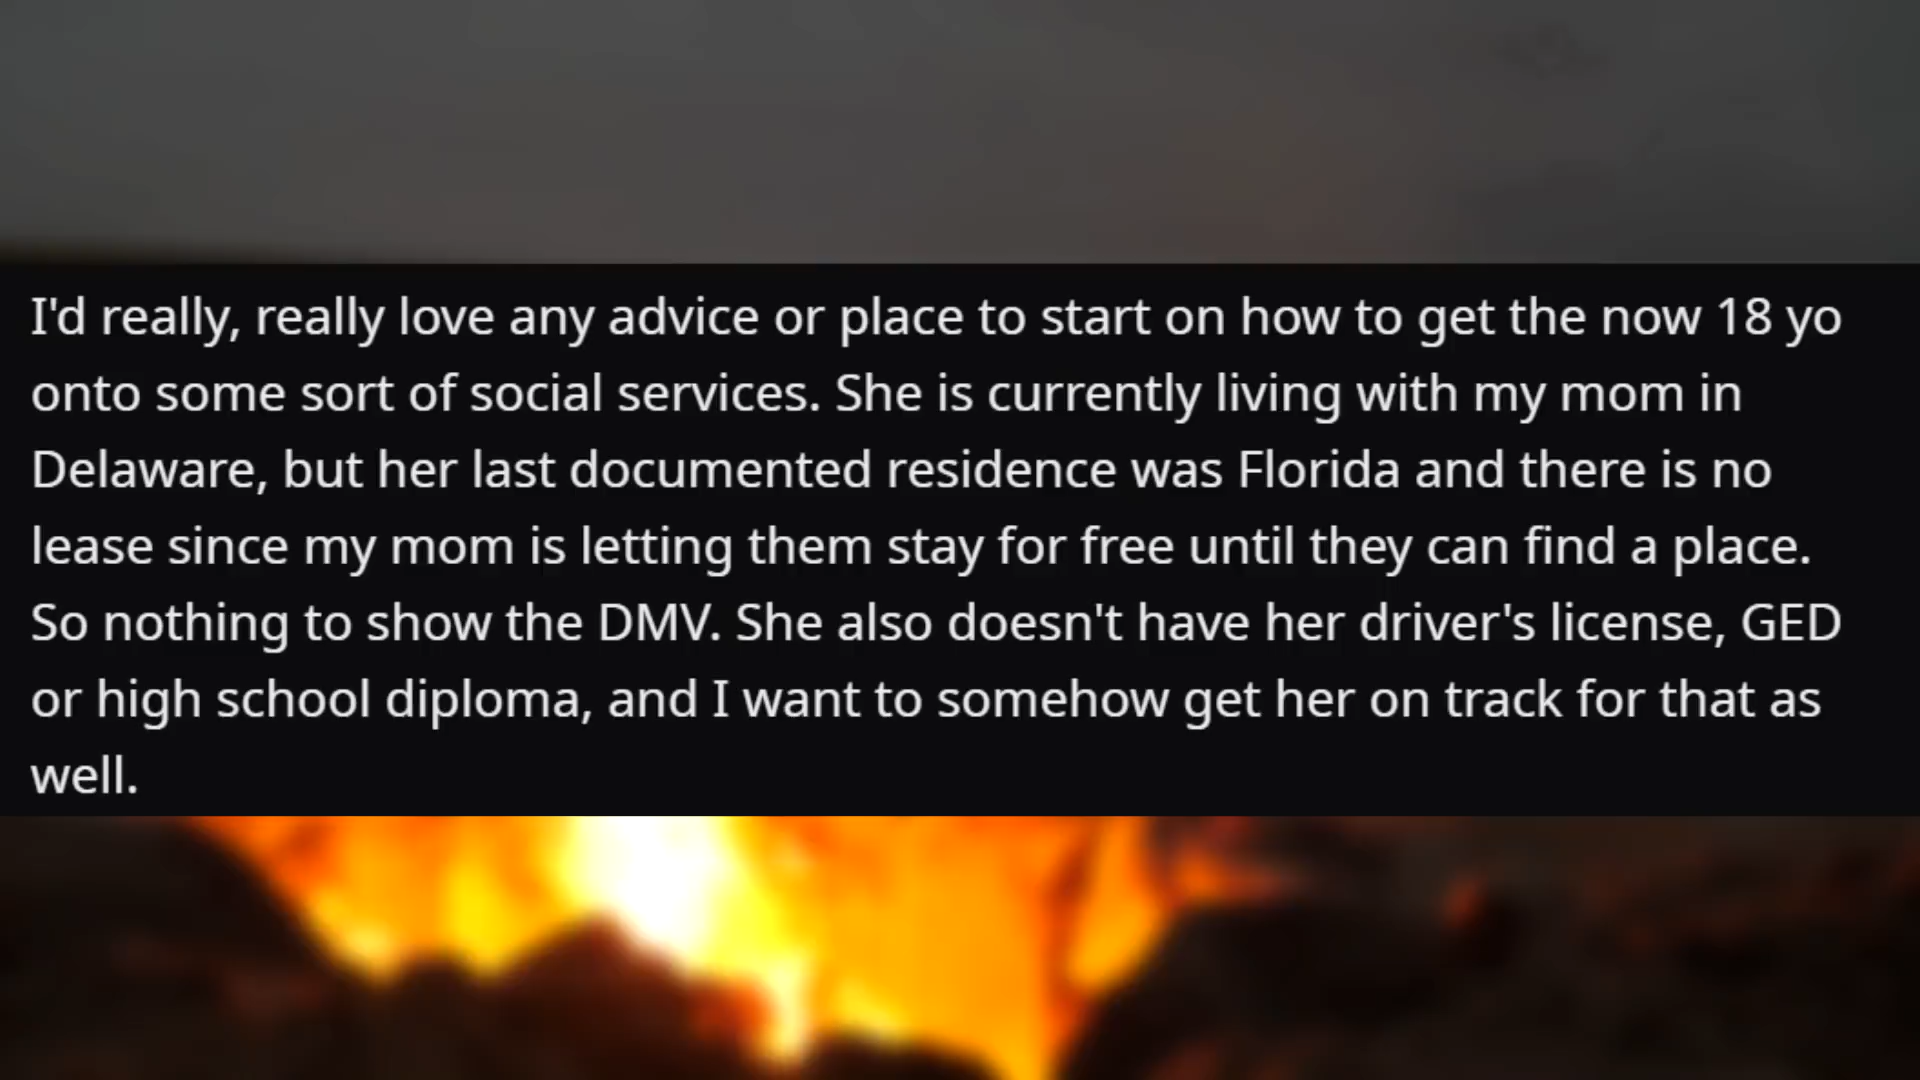 I'd really, really love any advice or place to start on how to get the now 18 yo
onto some sort of social services. She is currently living with my mom in
Delaware, but her last documented residence was Florida and there is no
lease since my mom is letting them stay for free until they can find a place.
So nothing to show the DMV. She also doesn't have her driver's license, GED
or high school diploma, and I want to somehow get her on track for that as
well.